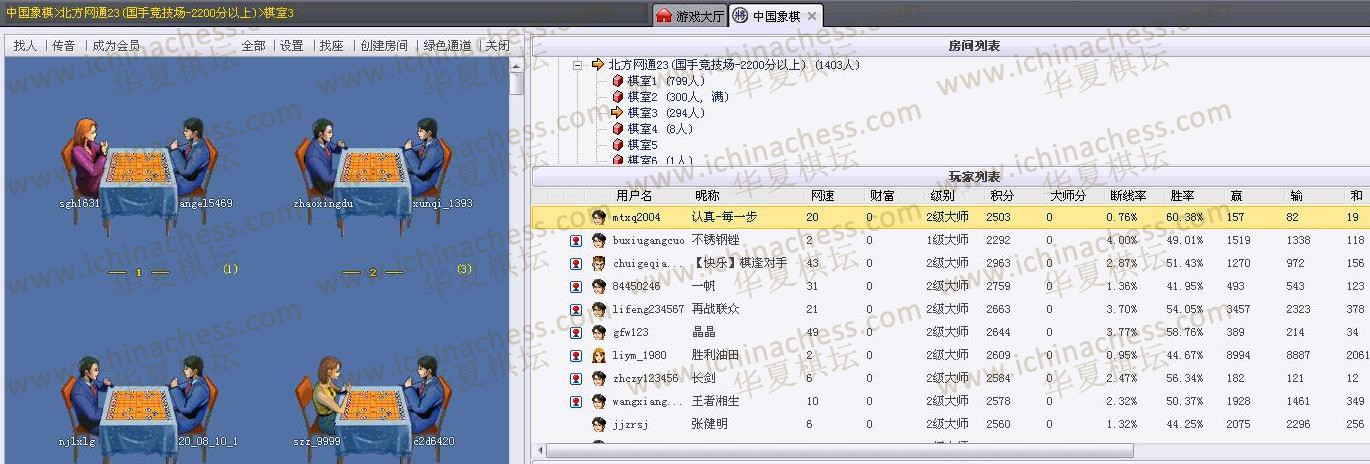 中国象棋>北方网通23(国手竞技场-2200分以上)>棋室3
游戏大厅
中国象棋
找人 | 传音 | 成为会员
全部 | 设置 | 找座 | 创建房间 | 绿色通道 | 关闭
房间列表
北方网通23(国手竞技场-2200分以上) (1403人)
棋室1 (799人)
棋室2 (300人, 满)
棋室3 (294人)
棋室4 (8人)
棋室5
棋室6 (1人)
sgh1631 angel5469
zhaoxingdu xunqi_1393
1 (1)
2 (3)
njlxlg 20_08_10_1
szz_9999 c2d6420
玩家列表
用户名 昵称 网速 财富 级别 积分 大师分 断线率 胜率 赢 输 和
mtxq2004 认真-每一步 20 0 2级大师 2503 0 0.76% 60.38% 157 82 19
buxiugangcuo 不锈钢锉 2 0 1级大师 2292 0 4.00% 49.01% 1519 1338 118
chuigeqia... 【快乐】棋逢对手 43 0 2级大师 2963 0 2.87% 51.43% 1270 972 156
84450246 一帆 31 0 2级大师 2759 0 1.36% 41.95% 493 543 123
lifeng234567 再战联众 21 0 2级大师 2663 0 3.70% 54.05% 3457 2323 378
gfw123 晶晶 49 0 2级大师 2644 0 3.77% 58.76% 389 214 34
liym_1980 胜利油田 2 0 2级大师 2609 0 0.95% 44.67% 8994 8887 2061
zhczy123456 长剑 6 0 2级大师 2584 0 2.47% 56.34% 182 121 12
wangxiang... 王者湘生 10 0 2级大师 2578 0 2.32% 50.37% 1928 1461 349
jjzrsj 张健明 6 0 2级大师 2560 0 1.32% 44.25% 2075 2296 256
www.ichinachess.com
华夏棋坛